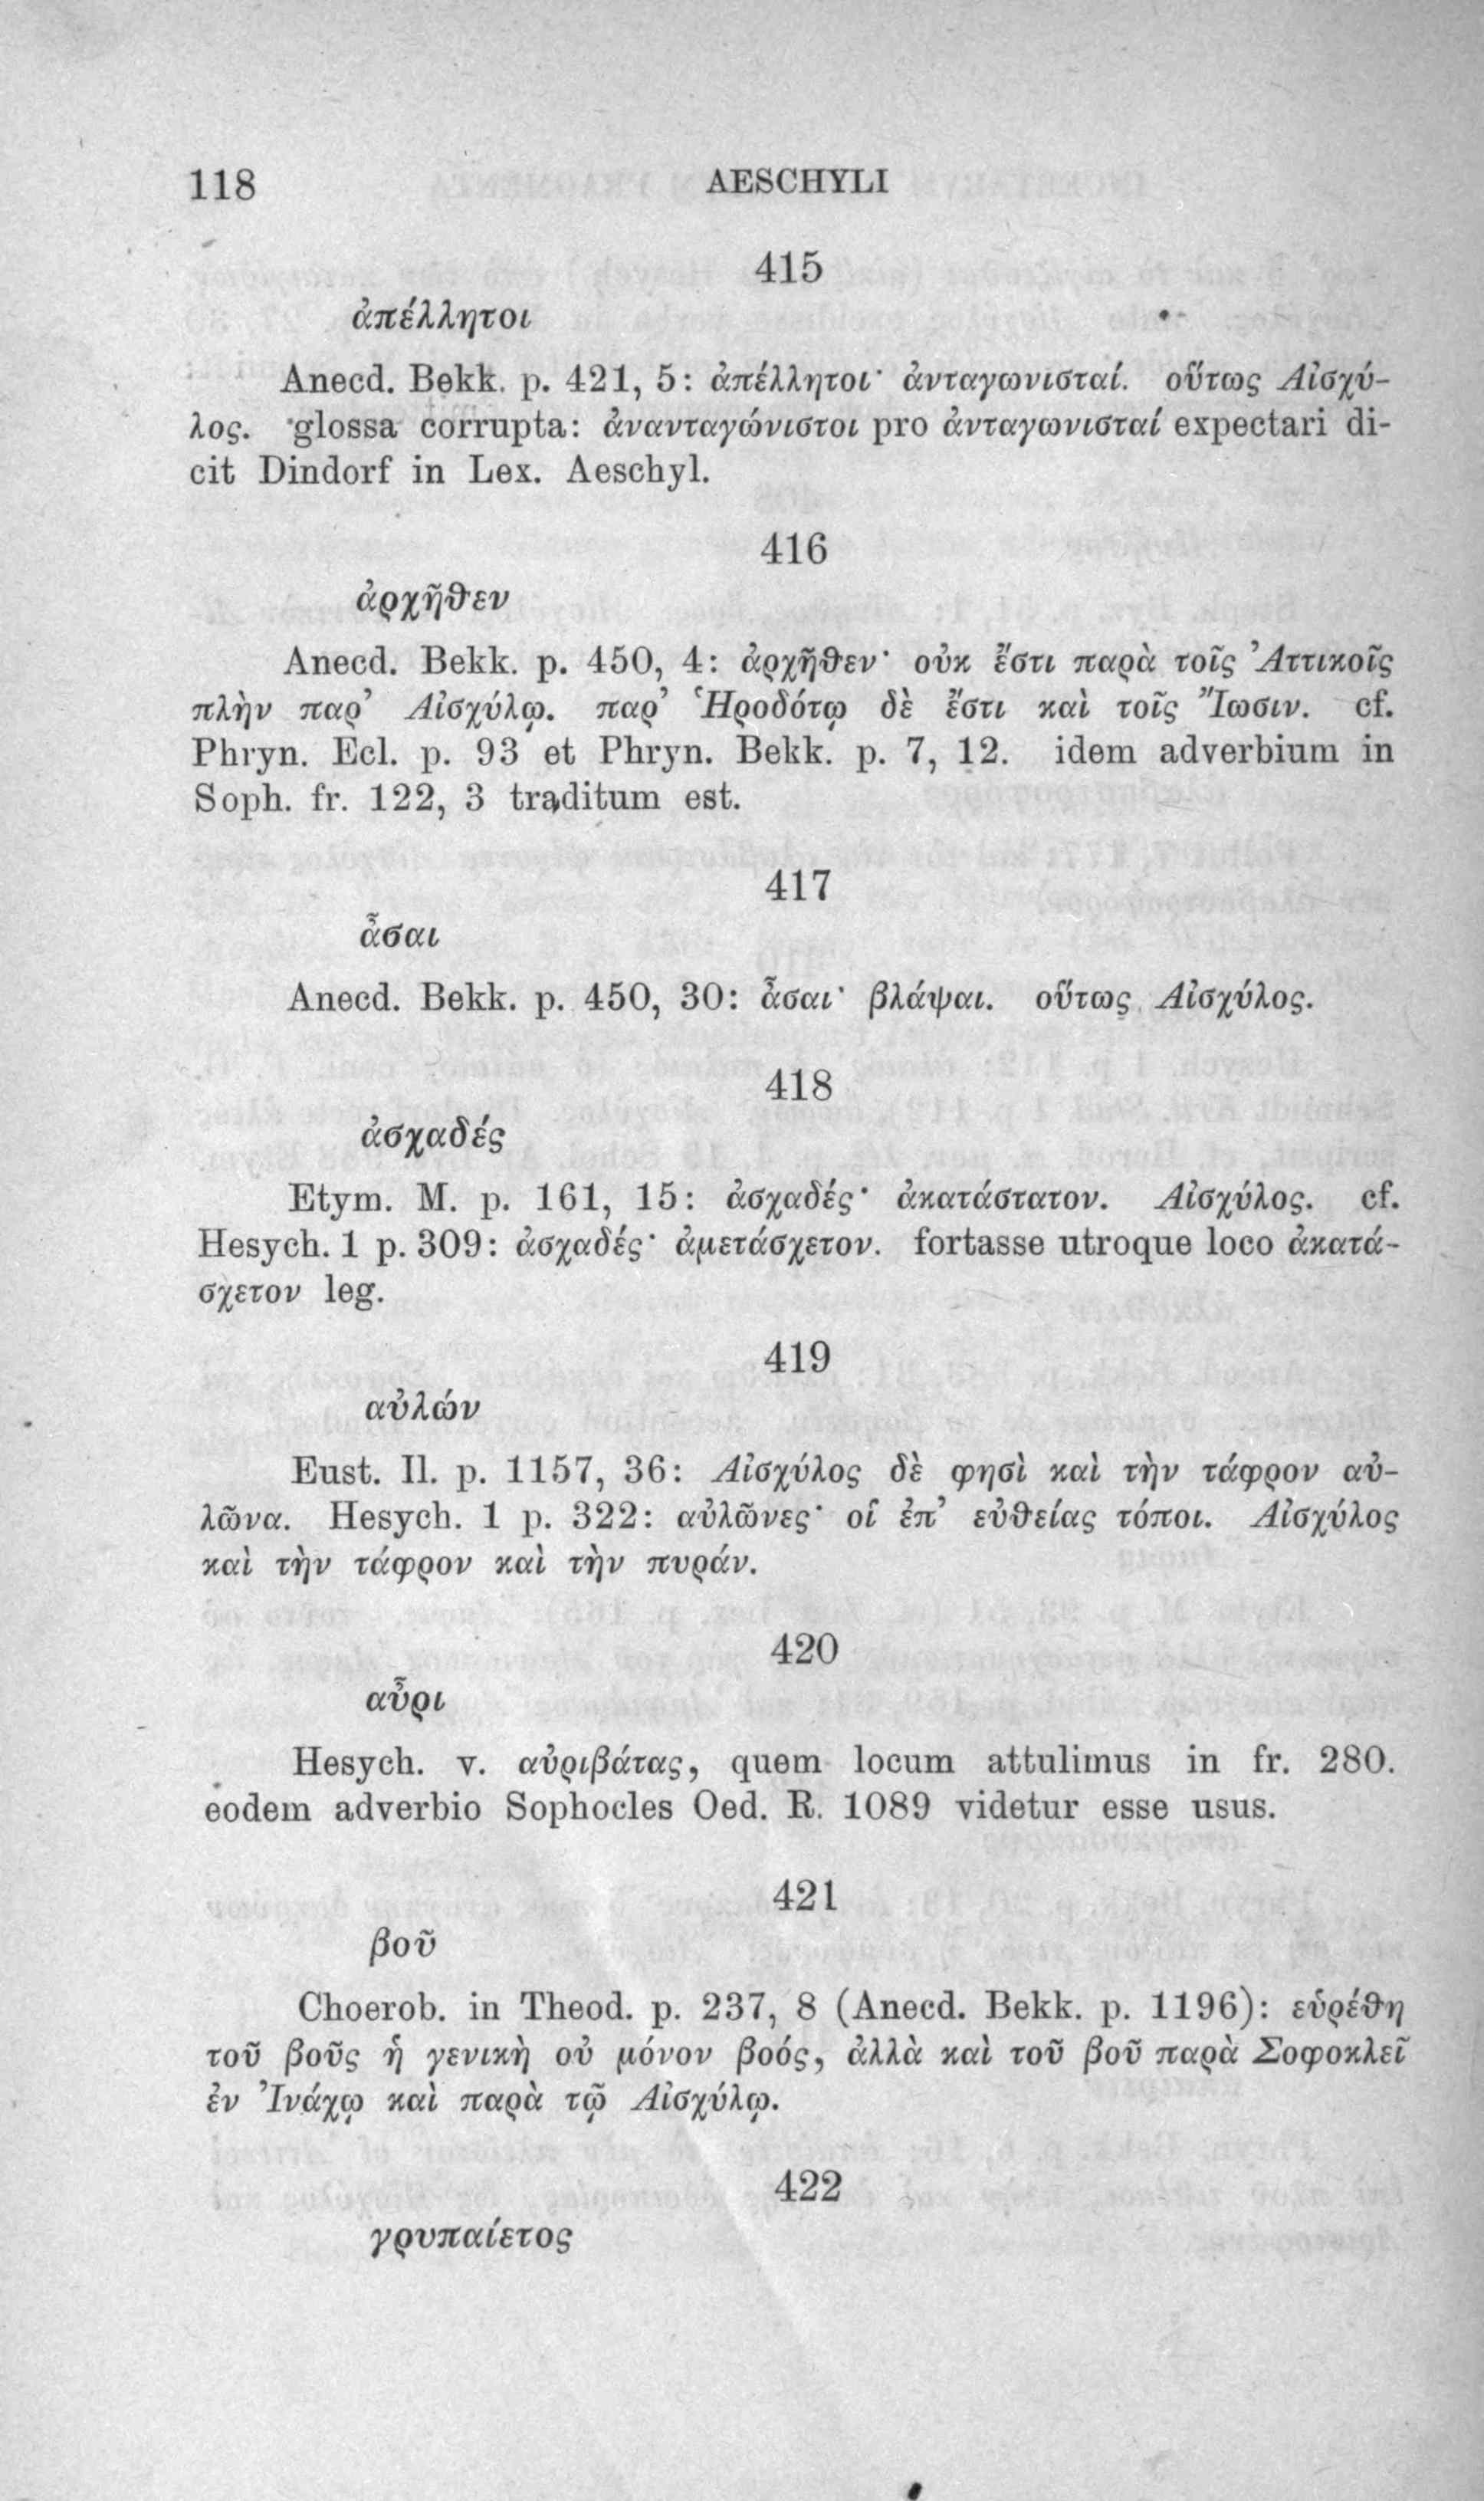 118 AESCHYLI
415
ἀπέλλητοι
Anecd. Bekk. p. 421, 5: ἀπέλλητοι· ἀνταγωνισταί. οὕτως Αἰσχύ-
λος. glossa corrupta: ἀνανταγώνιστοι pro ἀνταγωνισταί expectari di-
cit Dindorf in Lex. Aeschyl.
416
ἀρχῆθεν
Anecd. Bekk. p. 450, 4: ἀρχῆθεν· οὐκ ἔστι παρὰ τοῖς Ἀττικοῖς
πλὴν παρ’ Αἰσχύλῳ. παρ’ Ἡροδότῳ δὲ ἔστι καὶ τοῖς Ἴωσιν. cf.
Phryn. Ecl. p. 93 et Phryn. Bekk. p. 7, 12. idem adverbium in
Soph. fr. 122, 3 traditum est.
417
ἆσαι
Anecd. Bekk. p. 450, 30: ἆσαι· βλάψαι. οὕτως Αἰσχύλος.
418
ἀσχαδές
Etym. M. p. 161, 15: ἀσχαδές· ἀκατάστατον. Αἰσχύλος. cf.
Hesych. 1 p. 309: ἀσχαδές· ἀμετάσχετον. fortasse utroque loco ἀκατά-
σχετον leg.
419
αὐλών
Eust. Il. p. 1157, 36: Αἰσχύλος δὲ φησὶ καὶ τὴν τάφρον αὐ-
λῶνα. Hesych. 1 p. 322: αὐλῶνες· οἱ ἐπ’ εὐθείας τόποι. Αἰσχύλος
καὶ τὴν τάφρον καὶ τὴν πυράν.
420
αὖρι
Hesych. v. αὐριβάτας, quem locum attulimus in fr. 280.
eodem adverbio Sophocles Oed. R. 1089 videtur esse usus.
421
βοῦ
Choerob. in Theod. p. 237, 8 (Anecd. Bekk. p. 1196): εὑρέθη
τοῦ βοῦς ἡ γενικὴ οὐ μόνον βοός, ἀλλὰ καὶ τοῦ βοῦ παρὰ Σοφοκλεῖ
ἐν Ἰνάχῳ καὶ παρὰ τῷ Αἰσχύλῳ.
422
γρυπαίετος